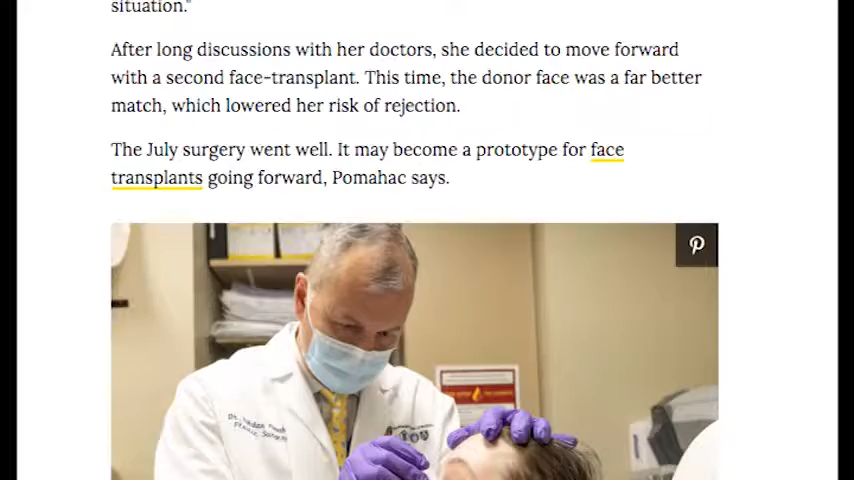 situation."
After long discussions with her doctors, she decided to move forward
with a second face-transplant. This time, the donor face was a far better
match, which lowered her risk of rejection.
The July surgery went well. It may become a prototype for face
transplants going forward, Pomahac says.